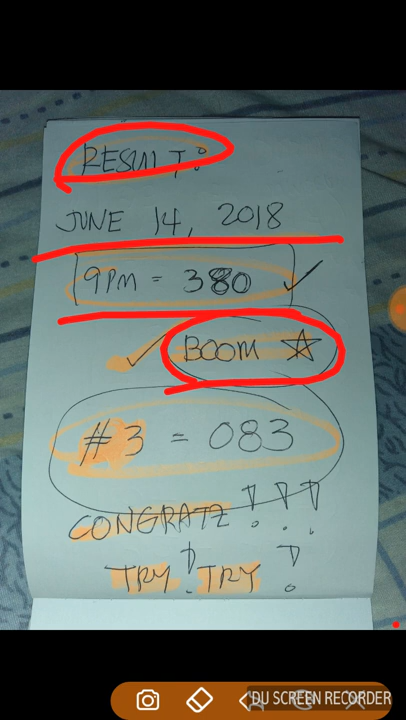 RESULT:
JUNE 14, 2018
9PM = 380 ✓
✓ BOOM ☆
#3 = 083
CONGRATZ !!!
TRY! TRY !
DU SCREEN RECORDER